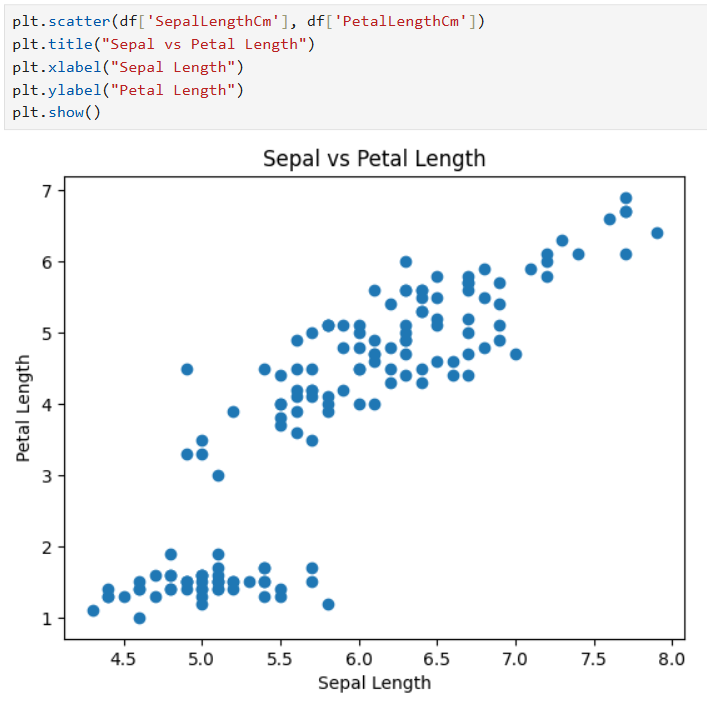 plt.scatter(df['SepalLengthCm'], df['PetalLengthCm'])
plt.title("Sepal vs Petal Length")
plt.xlabel("Sepal Length")
plt.ylabel("Petal Length")
plt.show()
Sepal vs Petal Length
7
6
5
4
3
2
1
Petal Length
4.5 5.0 5.5 6.0 6.5 7.0 7.5 8.0
Sepal Length